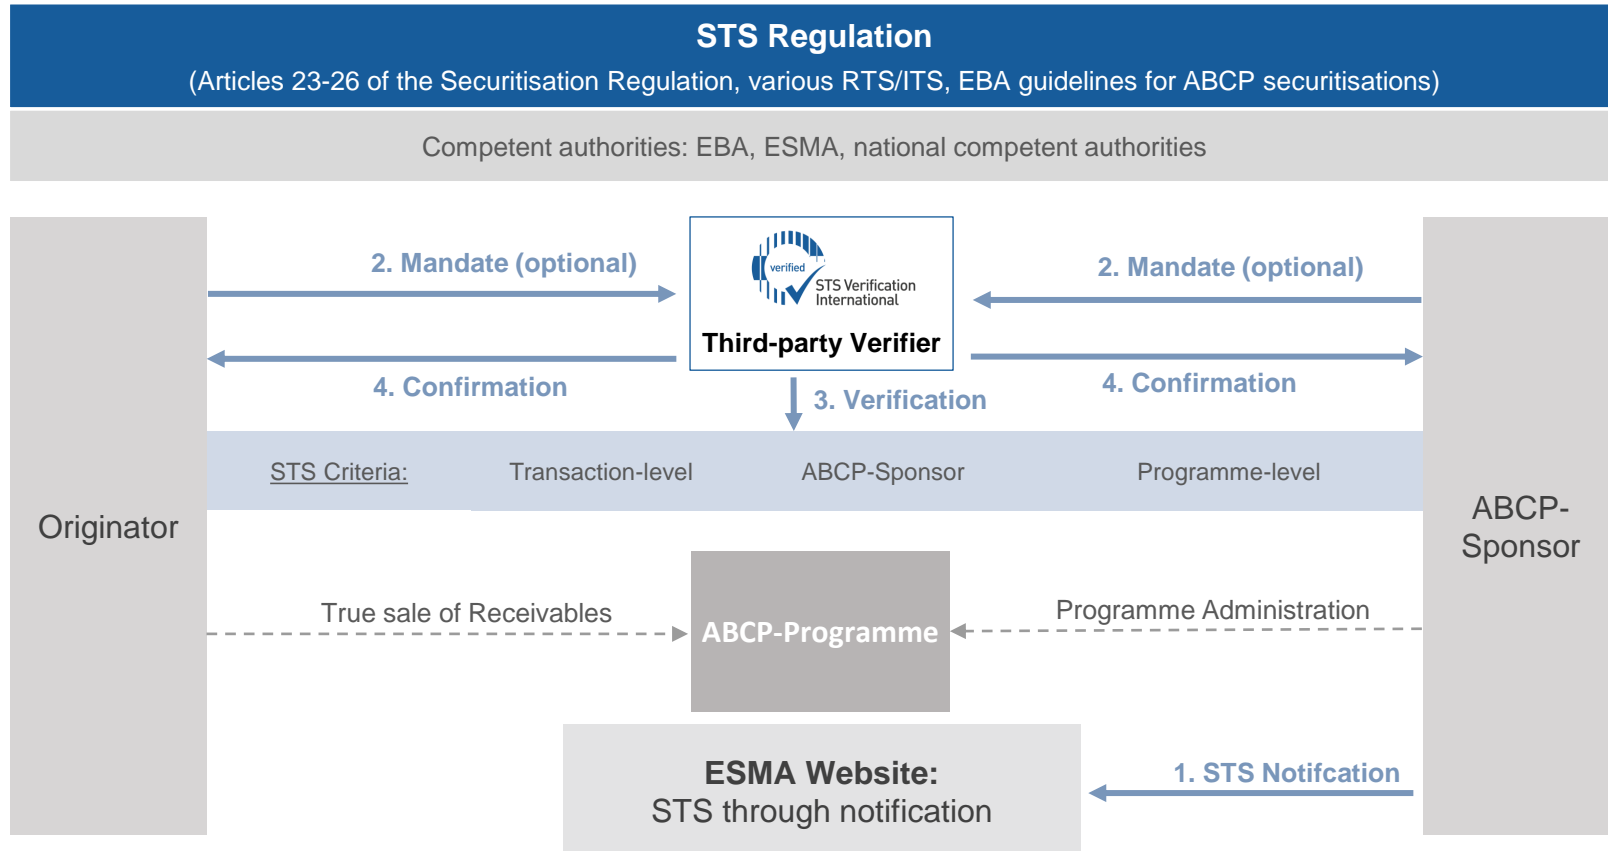 STS Regulation
(Articles 23-26 of the Securitisation Regulation, various RTS/ITS, EBA guidelines for ABCP securitisations)
Competent authorities: EBA, ESMA, national competent authorities
2. Mandate (optional)
verified
STS Verification
International
Third-party Verifier
2. Mandate (optional)
4. Confirmation
3. Verification
4. Confirmation
STS Criteria: Transaction-level ABCP-Sponsor Programme-level
Originator
ABCP-
Sponsor
True sale of Receivables
ABCP-Programme
Programme Administration
ESMA Website:
STS through notification
1. STS Notifcation